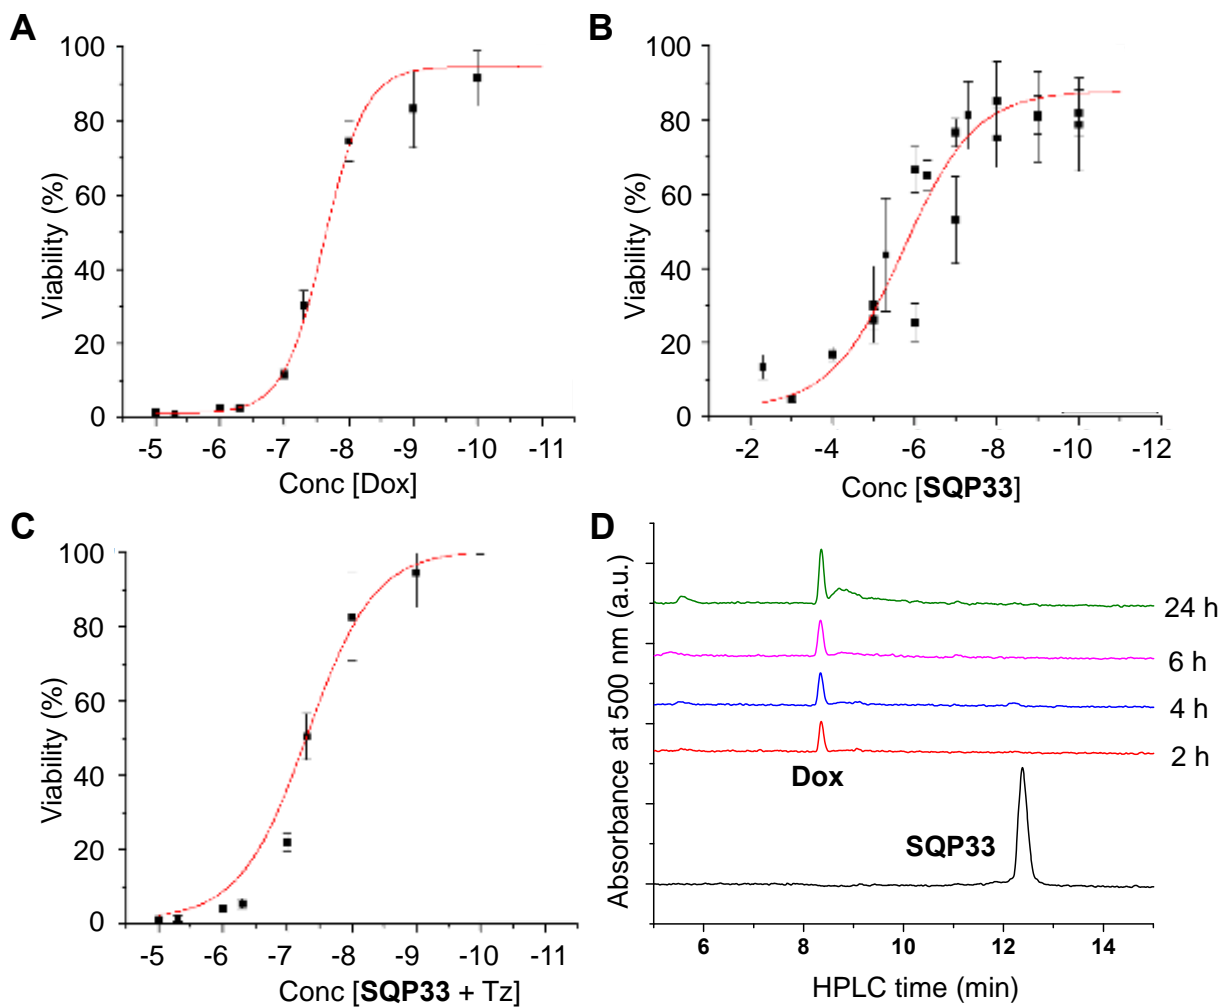 A
100
80
60
40
20
0
Viability (%)
-5 -6 -7 -8 -9 -10 -11
Conc [Dox]
B
100
80
60
40
20
0
Viability (%)
-2 -4 -6 -8 -10 -12
Conc [SQP33]
C
100
80
60
40
20
0
Viability (%)
-5 -6 -7 -8 -9 -10 -11
Conc [SQP33 + Tz]
D
Absorbance at 500 nm (a.u.)
24 h
6 h
4 h
2 h
Dox
SQP33
6 8 10 12 14
HPLC time (min)